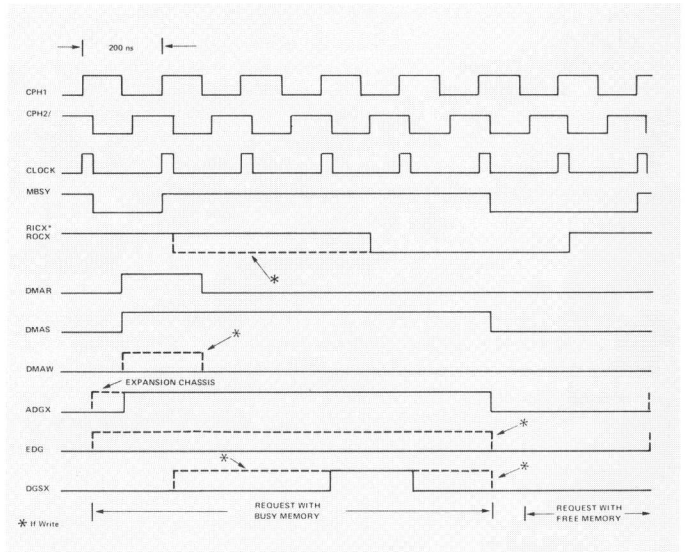 200 ns
CPH1
CPH2/
CLOCK
MBSY
RICX*
ROCX
*
DMAR
DMAS
*
DMAW
EXPANSION CHASSIS
ADGX
*
EDG
*
*
DGSX
REQUEST WITH
BUSY MEMORY
REQUEST WITH
FREE MEMORY
* If Write